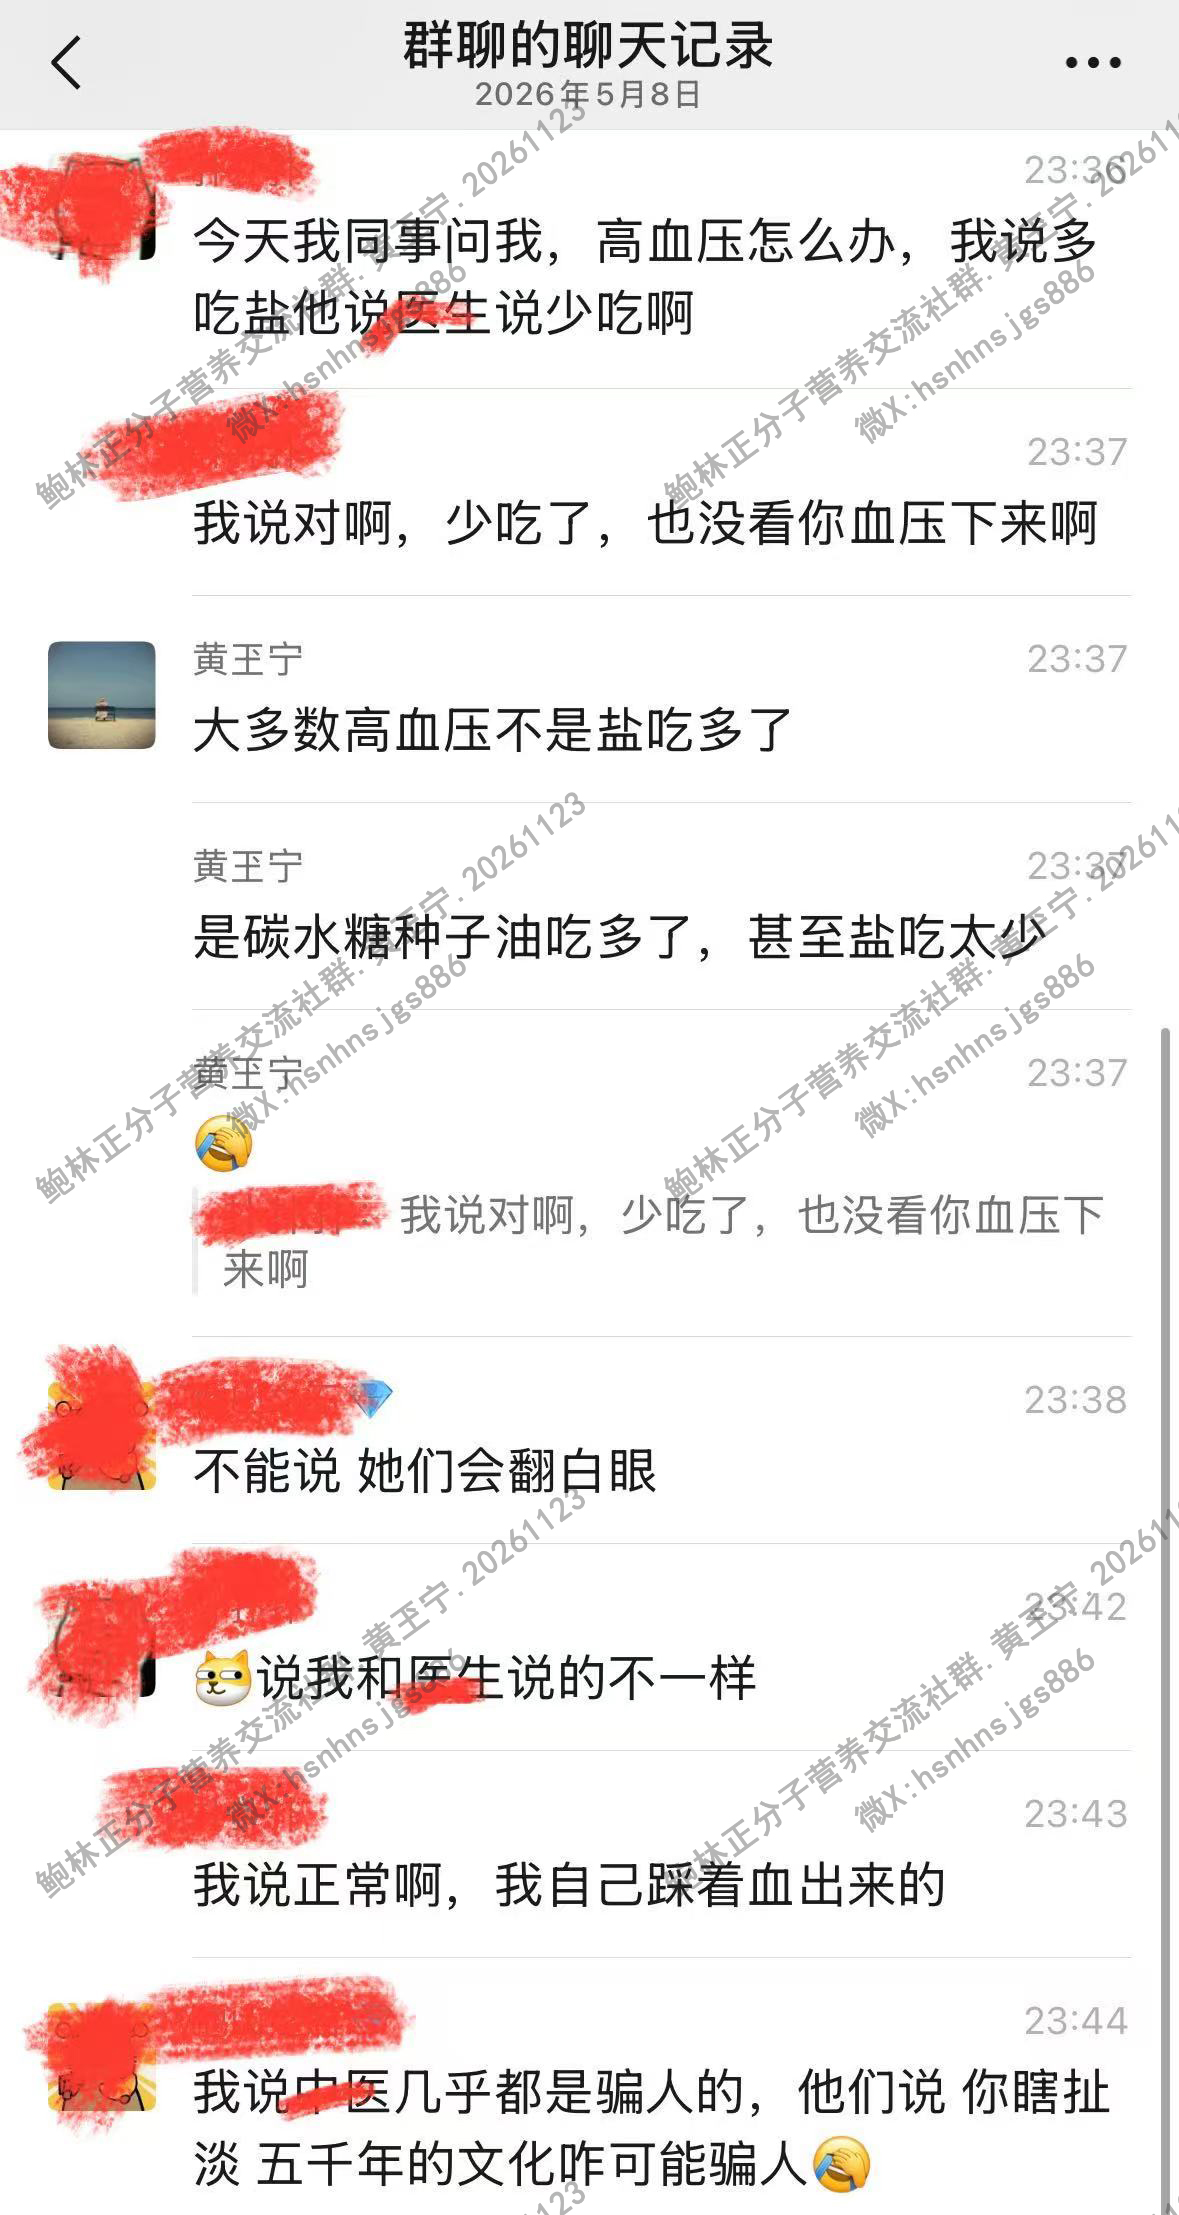 群聊的聊天记录
2026年5月8日
23:36
今天我同事问我，高血压怎么办，我说多
吃盐他说医生说少吃啊
23:37
我说对啊，少吃了，也没看你血压下来啊
黄玊宁
23:37
大多数高血压不是盐吃多了
黄玊宁
23:37
是碳水糖种子油吃多了，甚至盐吃太少
黄玊宁
23:37
🤣
我说对啊，少吃了，也没看你血压下
来啊
23:38
不能说 她们会翻白眼
23:42
说我和医生说的不一样
23:43
我说正常啊，我自己踩着血出来的
23:44
我说中医几乎都是骗人的，他们说 你瞎扯
淡 五千年的文化咋可能骗人
鲍林正分子营养交流社群. 黄玊宁. 20261123
微X:hsnhnsjgs886